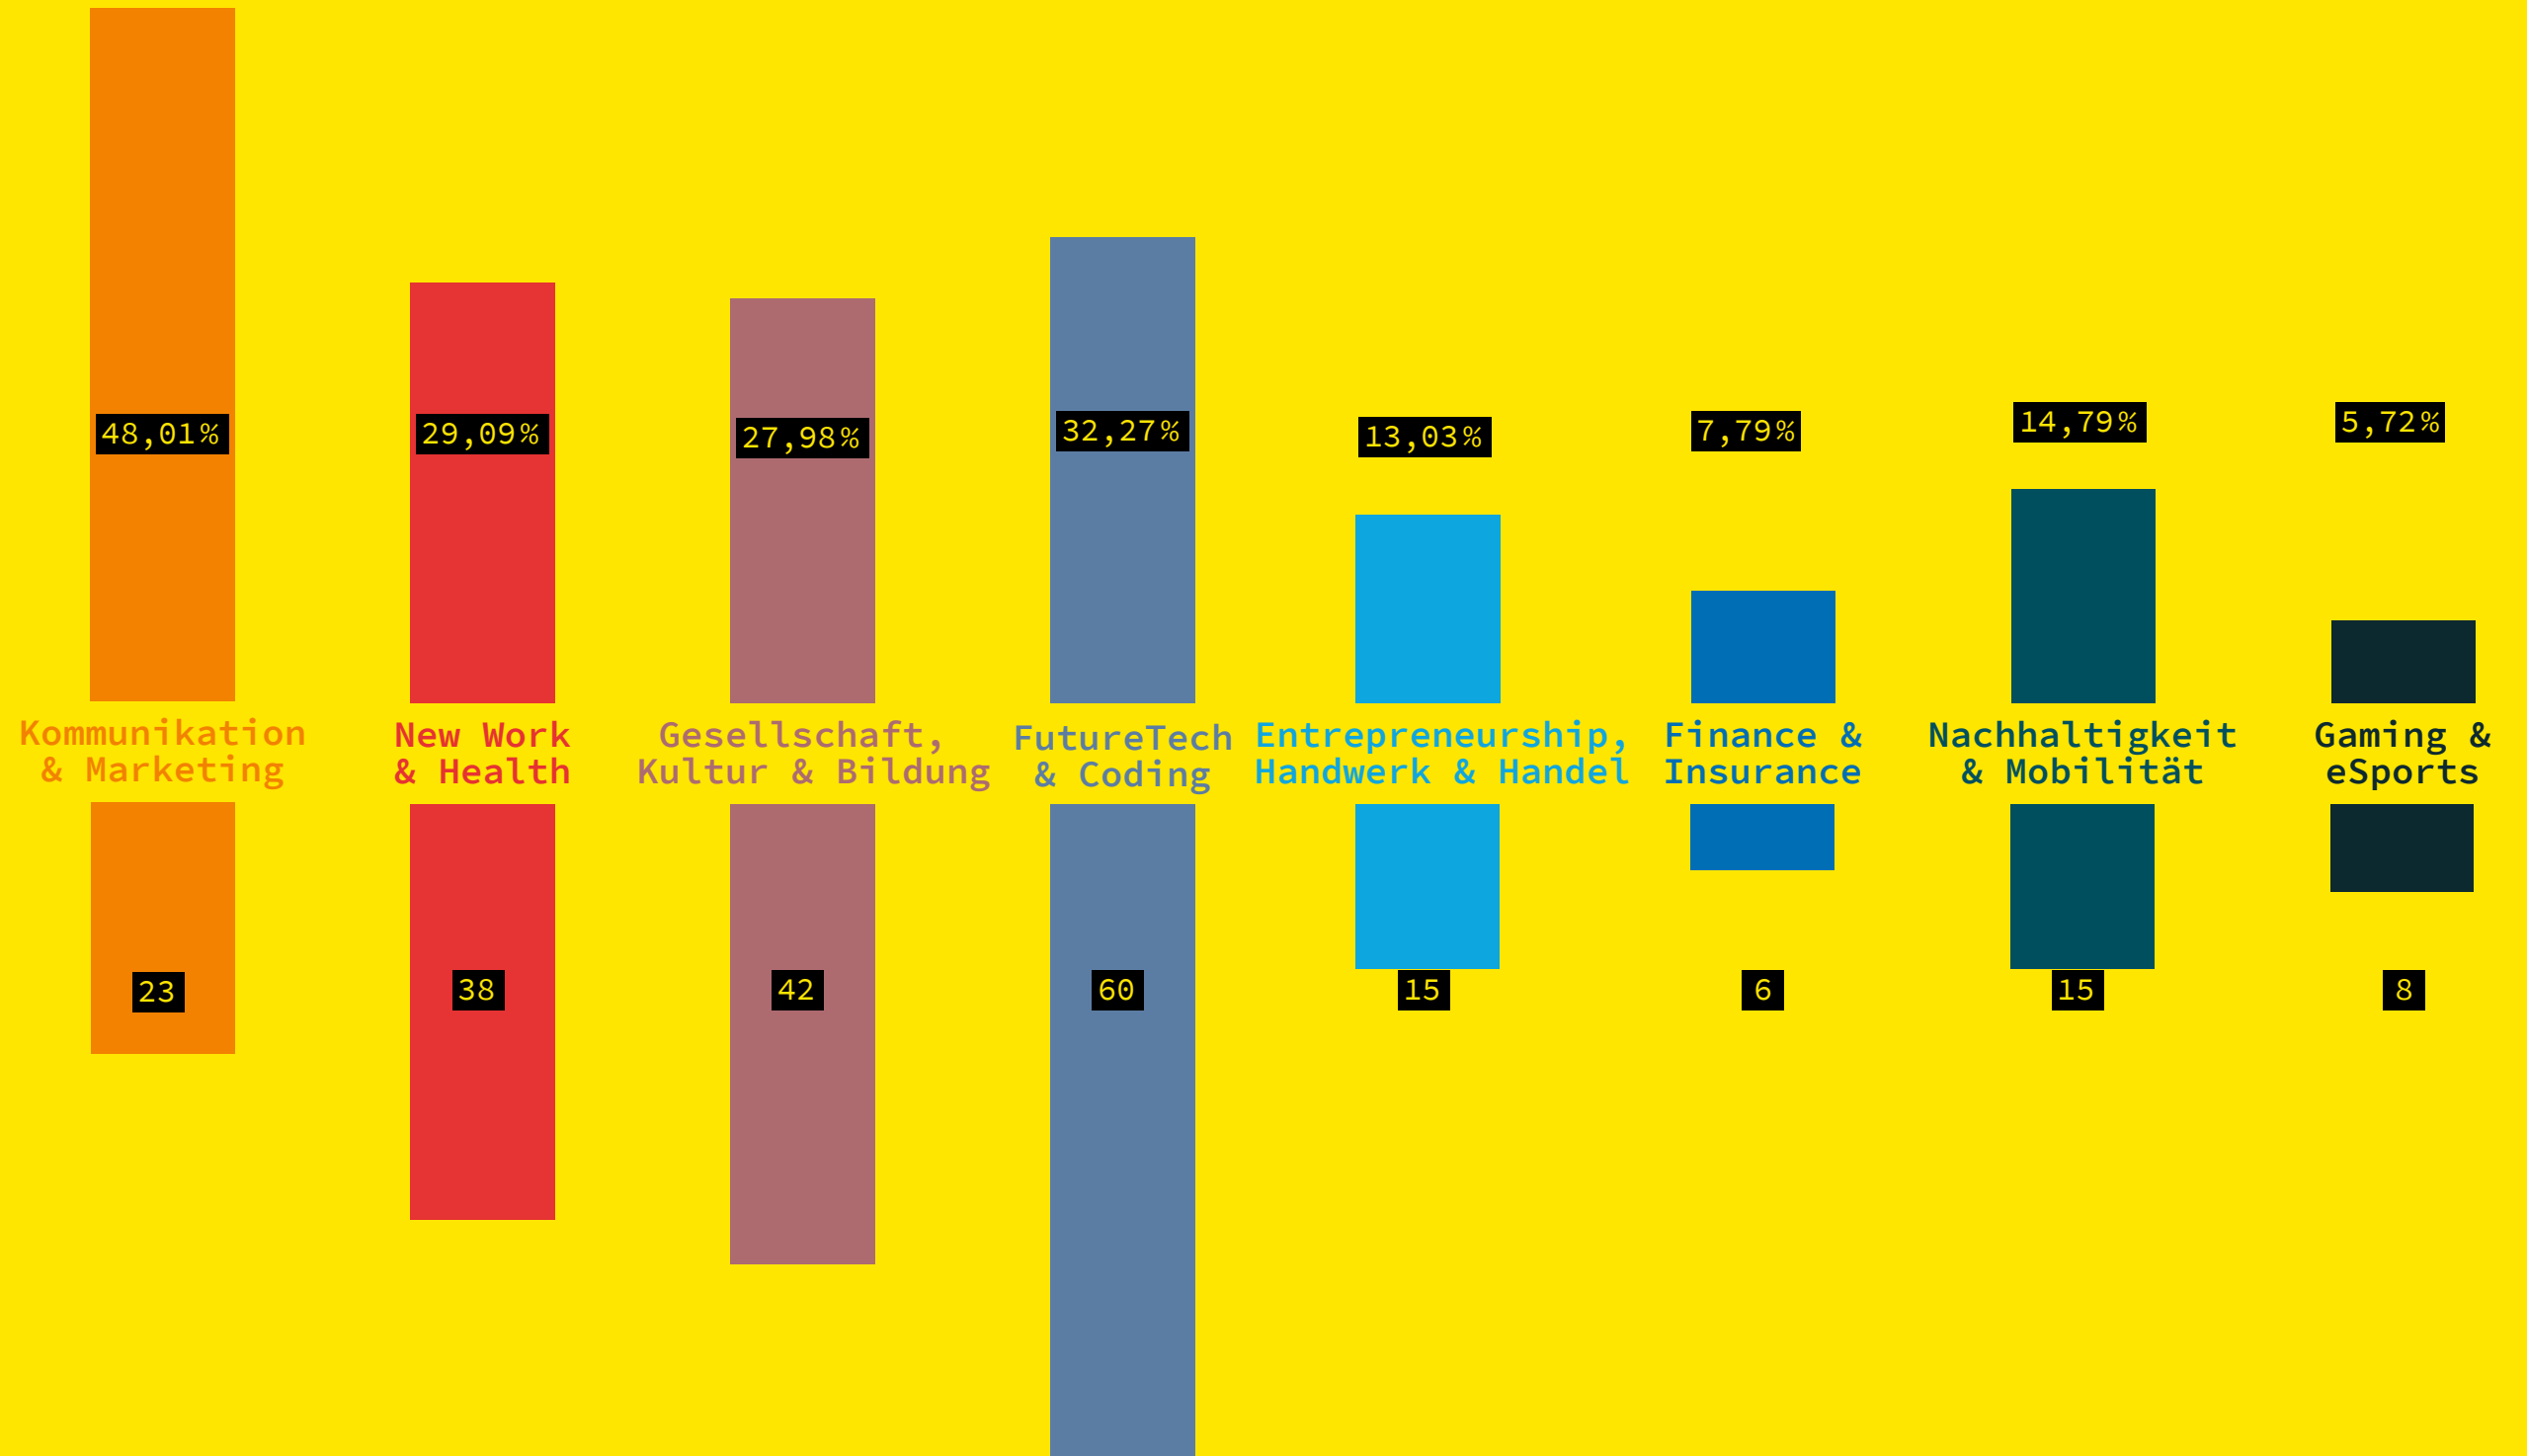 48,01%
29,09%
27,98%
32,27%
13,03%
7,79%
14,79%
5,72%
Kommunikation
& Marketing
New Work
& Health
Gesellschaft,
Kultur & Bildung
FutureTech
& Coding
Entrepreneurship,
Handwerk & Handel
Finance &
Insurance
Nachhaltigkeit
& Mobilität
Gaming &
eSports
23
38
42
60
15
6
15
8